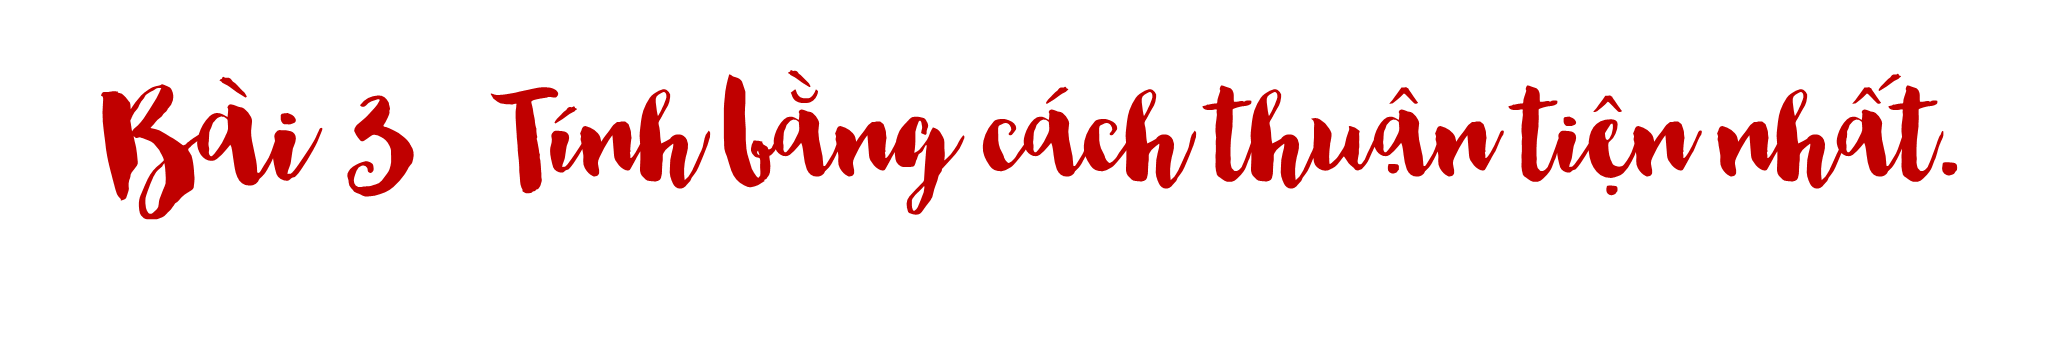 Bài 3 Tính bằng cách thuận tiện nhất.